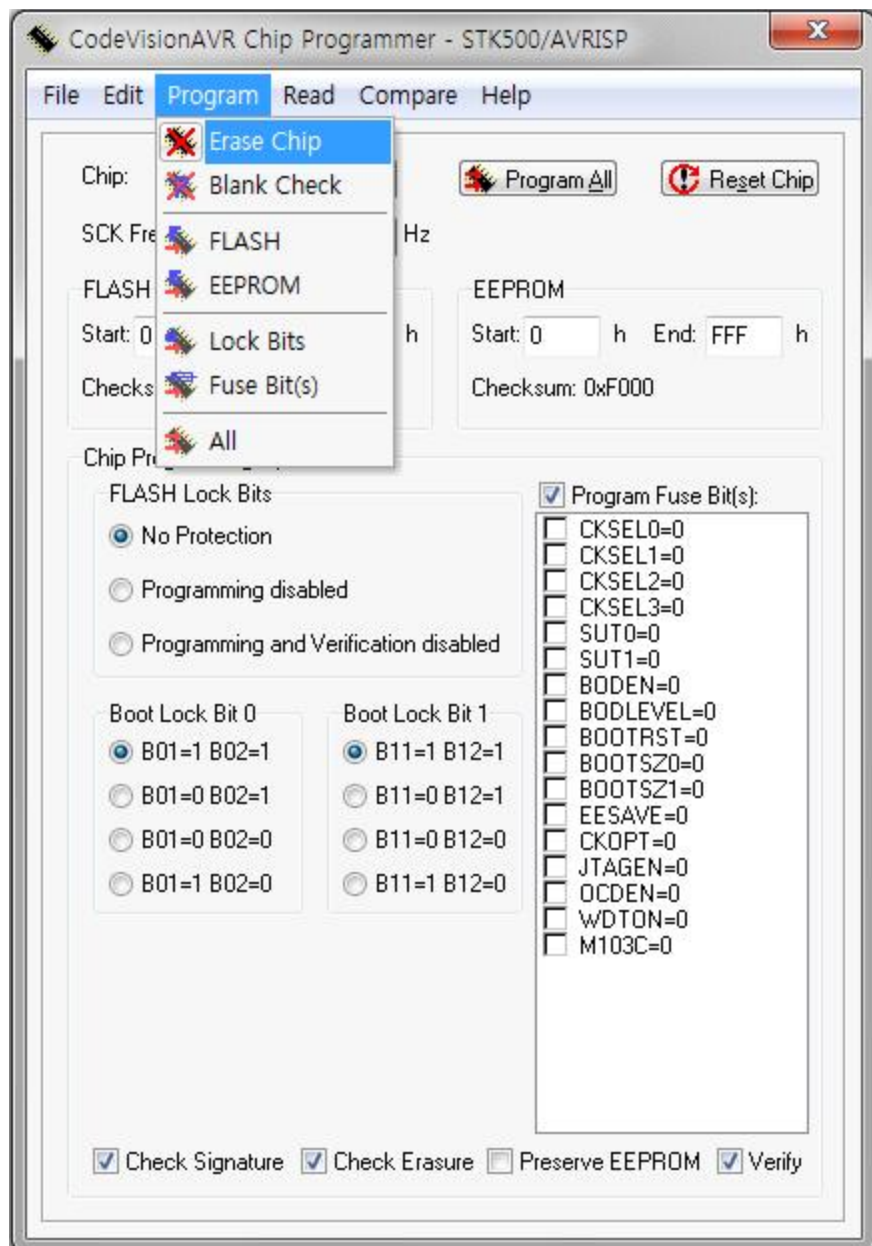 CodeVisionAVR Chip Programmer - STK500/AVRISP
File Edit Program Read Compare Help
Erase Chip
Blank Check
FLASH
EEPROM
Lock Bits
Fuse Bit(s)
All
Chip: Program All Reset Chip
SCK Fre Hz
FLASH
Start: 0 h
Checks
EEPROM
Start: 0 h End: FFF h
Checksum: 0xF000
Chip Pr
FLASH Lock Bits
No Protection
Programming disabled
Programming and Verification disabled
Boot Lock Bit 0
B01=1 B02=1
B01=0 B02=1
B01=0 B02=0
B01=1 B02=0
Boot Lock Bit 1
B11=1 B12=1
B11=0 B12=1
B11=0 B12=0
B11=1 B12=0
Program Fuse Bit(s):
CKSEL0=0
CKSEL1=0
CKSEL2=0
CKSEL3=0
SUT0=0
SUT1=0
BODEN=0
BODLEVEL=0
BOOTRST=0
BOOTSZ0=0
BOOTSZ1=0
EESAVE=0
CKOPT=0
JTAGEN=0
OCDEN=0
WDTON=0
M103C=0
Check Signature Check Erasure Preserve EEPROM Verify